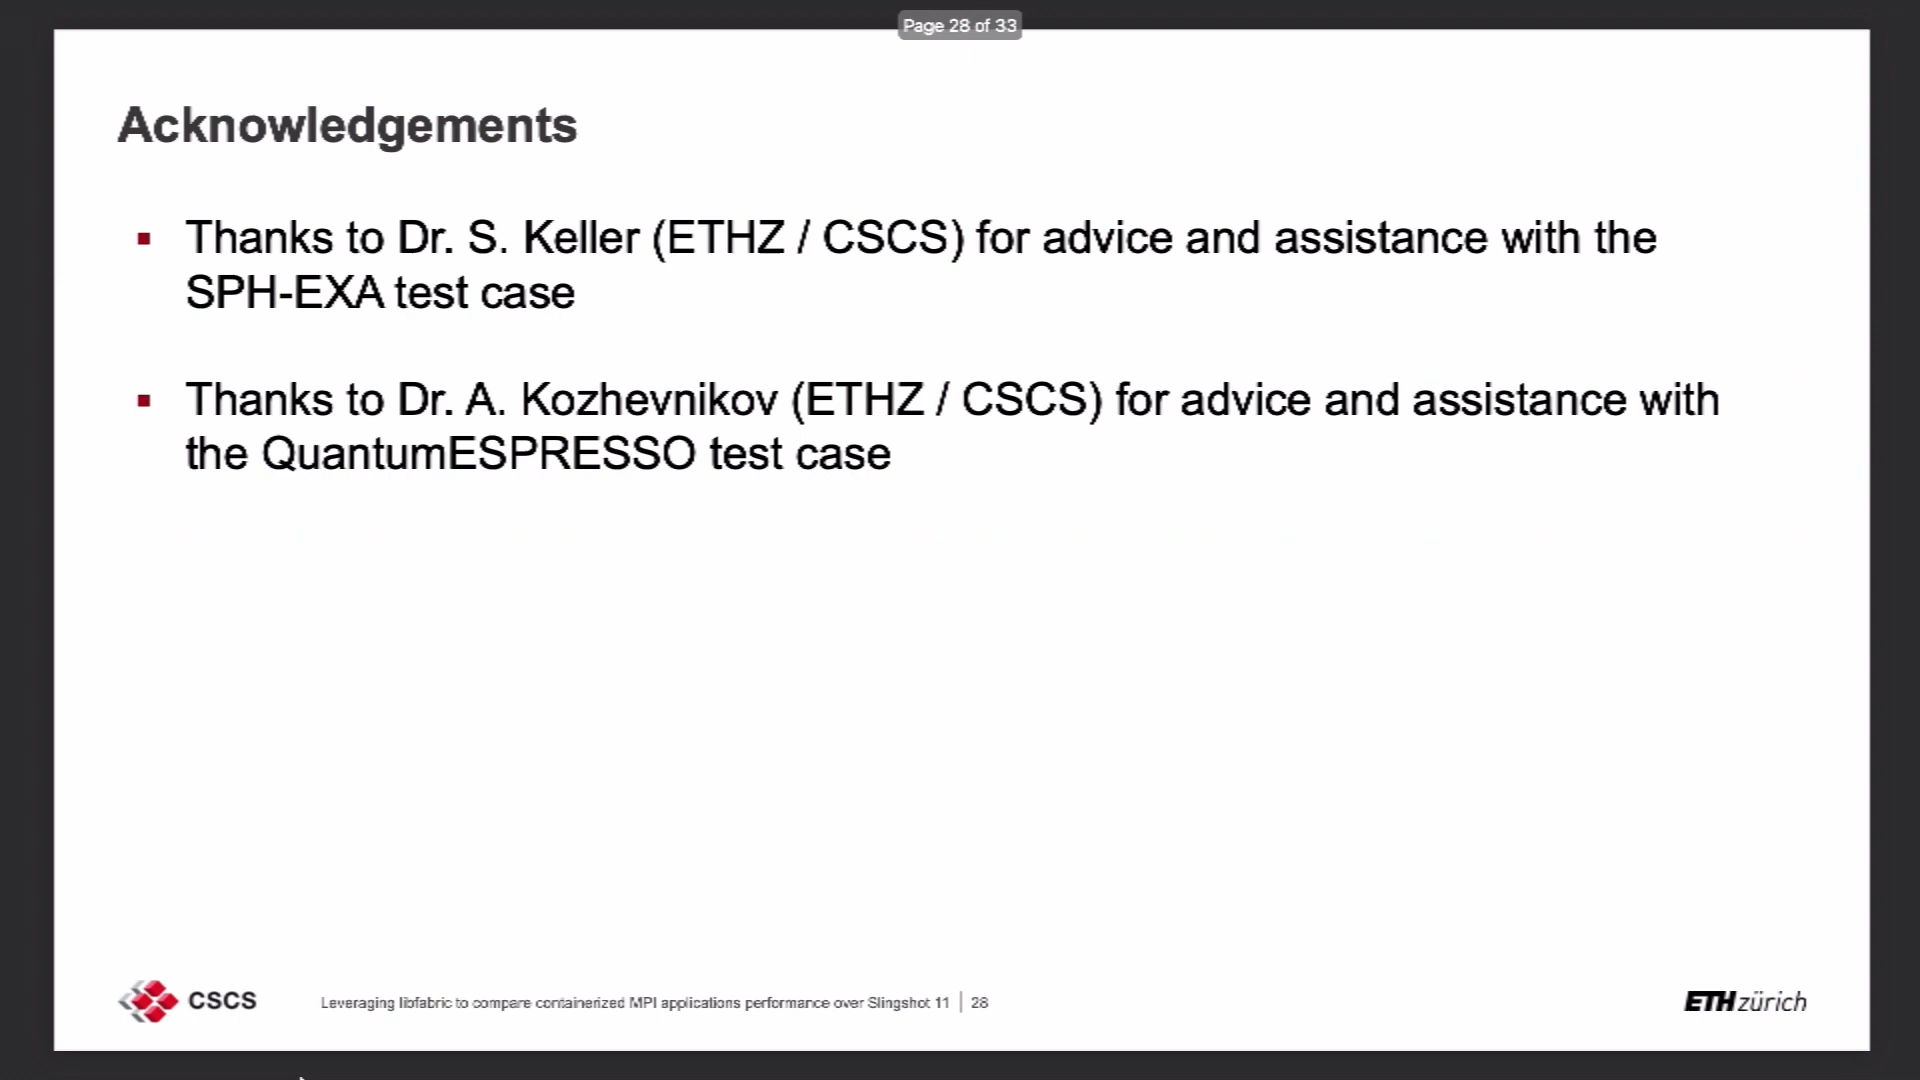 Page 28 of 33
Acknowledgements
▪ Thanks to Dr. S. Keller (ETHZ / CSCS) for advice and assistance with the
SPH-EXA test case
▪ Thanks to Dr. A. Kozhevnikov (ETHZ / CSCS) for advice and assistance with
the QuantumESPRESSO test case
CSCS
Leveraging libfabric to compare containerized MPI applications performance over Slingshot 11 | 28
ETH zürich